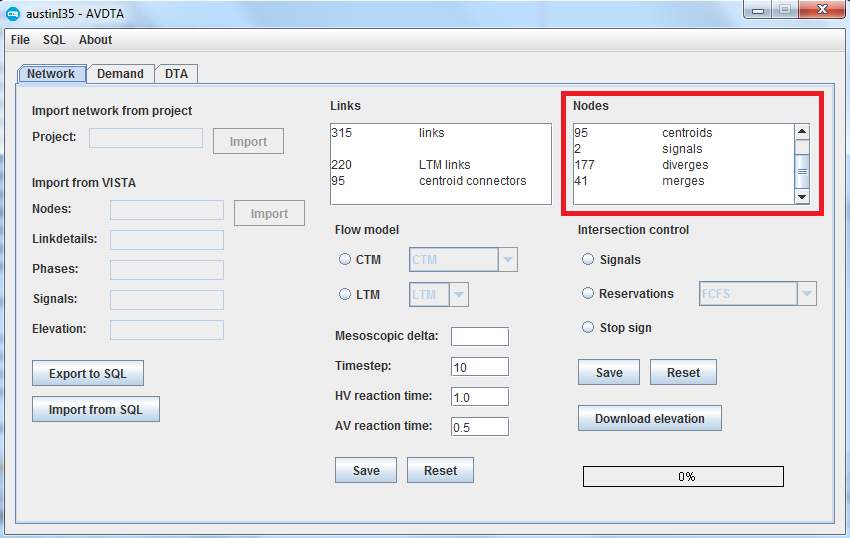 austinI35 - AVDTA
File SQL About
Network Demand DTA
Import network from project
Project: Import
Import from VISTA
Nodes: Import
Linkdetails:
Phases:
Signals:
Elevation:
Export to SQL
Import from SQL
Links
315 links
220 LTM links
95 centroid connectors
Flow model
CTM CTM
LTM LTM
Mesoscopic delta:
Timestep: 10
HV reaction time: 1.0
AV reaction time: 0.5
Save Reset
Nodes
95 centroids
2 signals
177 diverges
41 merges
Intersection control
Signals
Reservations FCFS
Stop sign
Save Reset
Download elevation
0%